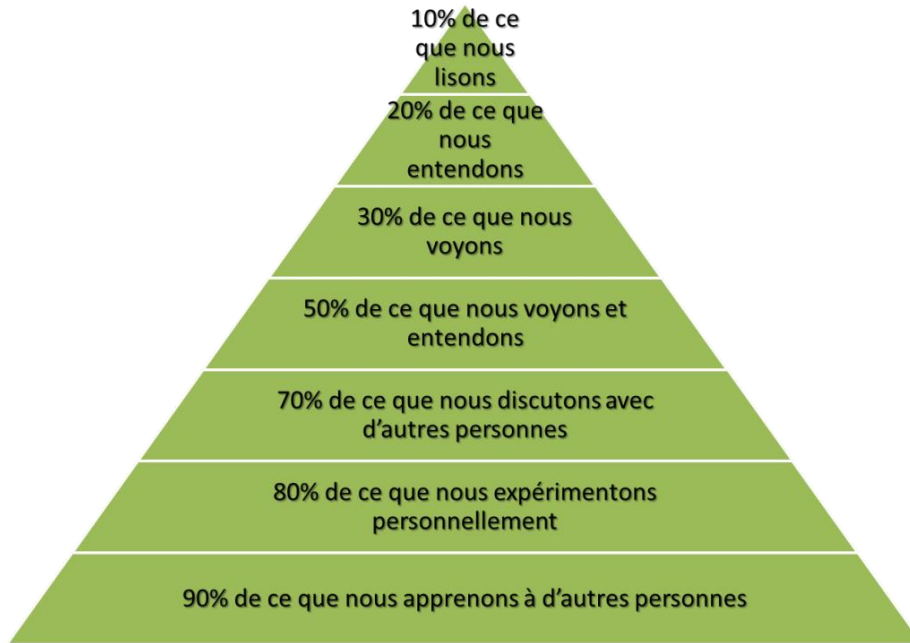 10% de ce
que nous
lisons
20% de ce que
nous
entendons
30% de ce que nous
voyons
50% de ce que nous voyons et
entendons
70% de ce que nous discutons avec
d’autres personnes
80% de ce que nous expérimentons
personnellement
90% de ce que nous apprenons à d’autres personnes